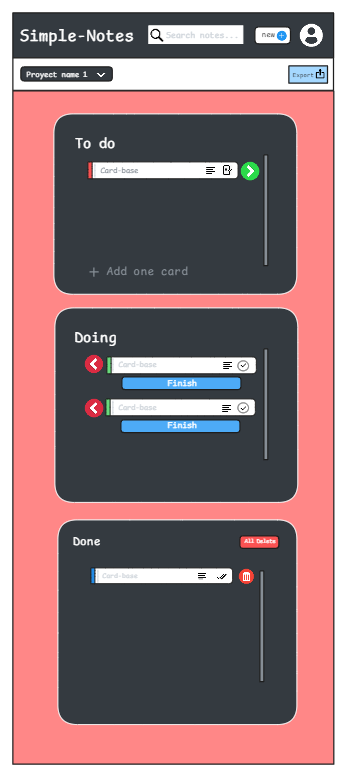 Simple-Notes
Search notes...
new
Proyect name 1
Export
To do
Card-base
+ Add one card
Doing
Card-base
Finish
Card-base
Finish
Done
All Delete
Card-base